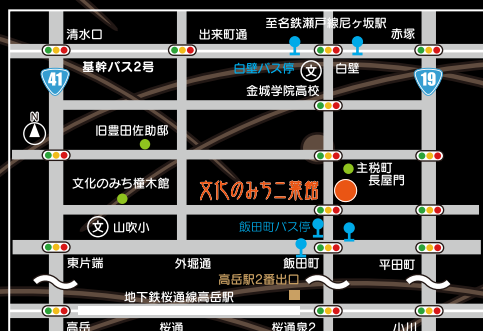 至名鉄瀬戸線尼ヶ坂駅
清水口
出来町通
赤塚
基幹バス2号
白壁バス停
文
白壁
41
19
金城学院高校
N
旧豊田佐助邸
主税町
長屋門
文化のみち橦木館
文化のみち二葉館
文
山吹小
飯田町バス停
東片端
外堀通
飯田町
平田町
高岳駅2番出口
地下鉄桜通線高岳駅
高岳
桜通
桜通泉2
小川